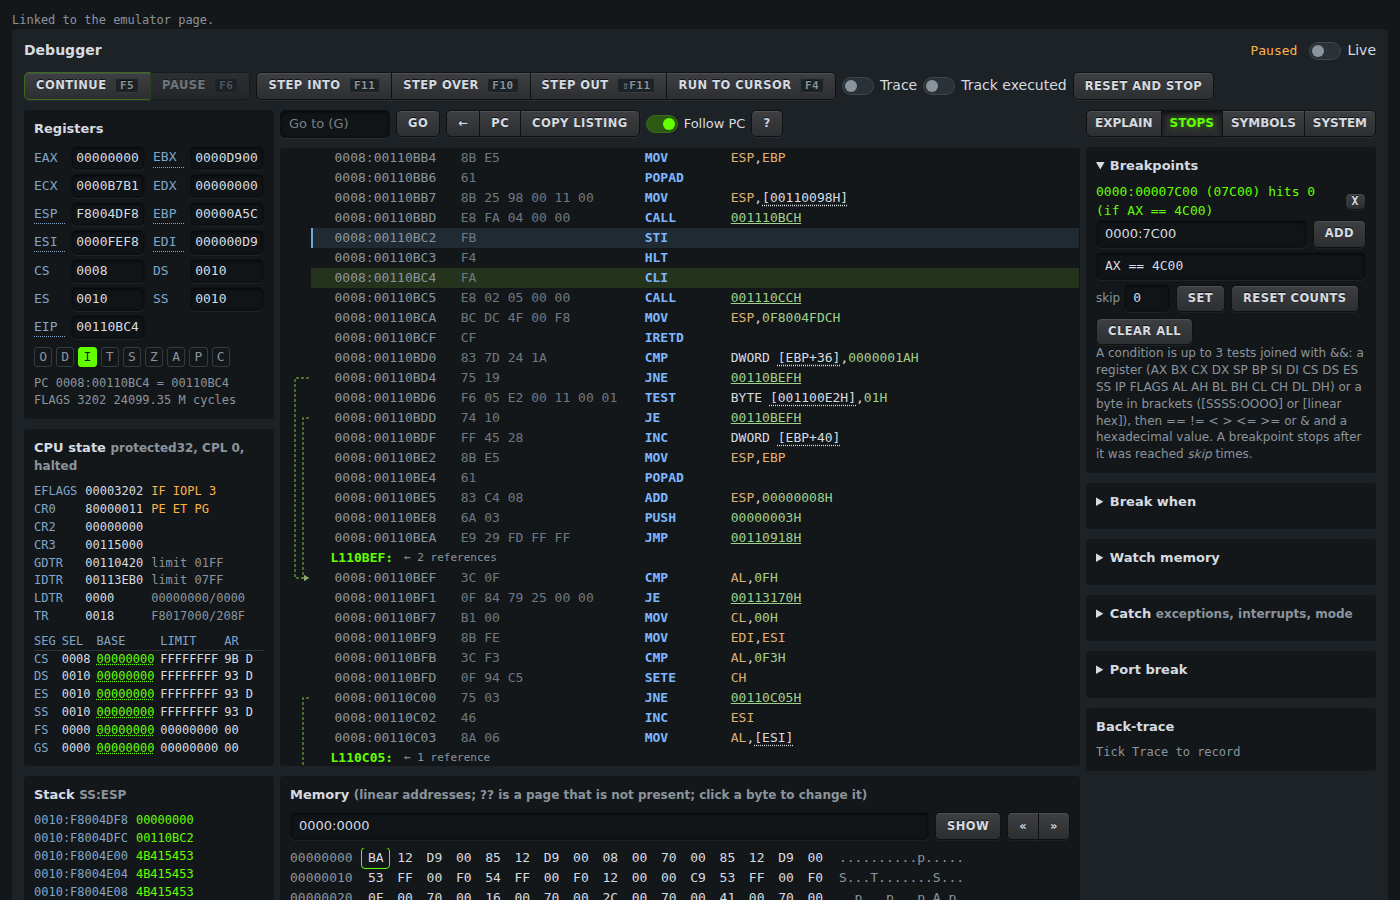 Linked to the emulator page.
Debugger
Paused Live
CONTINUE F5 PAUSE F6 STEP INTO F11 STEP OVER F10 STEP OUT ⇧F11 RUN TO CURSOR F4 Trace Track executed RESET AND STOP
Registers
EAX 00000000 EBX 0000D900
ECX 0000B7B1 EDX 00000000
ESP F8004DF8 EBP 00000A5C
ESI 0000FEF8 EDI 000000D9
CS 0008 DS 0010
ES 0010 SS 0010
EIP 00110BC4
O D I T S Z A P C
PC 0008:00110BC4 = 00110BC4
FLAGS 3202 24099.35 M cycles
CPU state protected32, CPL 0,
halted
EFLAGS 00003202 IF IOPL 3
CR0 80000011 PE ET PG
CR2 00000000
CR3 00115000
GDTR 00110420 limit 01FF
IDTR 00113EB0 limit 07FF
LDTR 0000 00000000/0000
TR 0018 F8017000/208F
SEG SEL BASE LIMIT AR
CS 0008 00000000 FFFFFFFF 9B D
DS 0010 00000000 FFFFFFFF 93 D
ES 0010 00000000 FFFFFFFF 93 D
SS 0010 00000000 FFFFFFFF 93 D
FS 0000 00000000 00000000 00
GS 0000 00000000 00000000 00
Stack SS:ESP
0010:F8004DF8 00000000
0010:F8004DFC 00110BC2
0010:F8004E00 4B415453
0010:F8004E04 4B415453
0010:F8004E08 4B415453
Go to (G) GO ← PC COPY LISTING Follow PC ?
0008:00110BB4 8B E5 MOV ESP,EBP
0008:00110BB6 61 POPAD
0008:00110BB7 8B 25 98 00 11 00 MOV ESP,[00110098H]
0008:00110BBD E8 FA 04 00 00 CALL 001110BCH
0008:00110BC2 FB STI
0008:00110BC3 F4 HLT
0008:00110BC4 FA CLI
0008:00110BC5 E8 02 05 00 00 CALL 001110CCH
0008:00110BCA BC DC 4F 00 F8 MOV ESP,0F8004FDCH
0008:00110BCF CF IRETD
0008:00110BD0 83 7D 24 1A CMP DWORD [EBP+36],0000001AH
0008:00110BD4 75 19 JNE 00110BEFH
0008:00110BD6 F6 05 E2 00 11 00 01 TEST BYTE [001100E2H],01H
0008:00110BDD 74 10 JE 00110BEFH
0008:00110BDF FF 45 28 INC DWORD [EBP+40]
0008:00110BE2 8B E5 MOV ESP,EBP
0008:00110BE4 61 POPAD
0008:00110BE5 83 C4 08 ADD ESP,00000008H
0008:00110BE8 6A 03 PUSH 00000003H
0008:00110BEA E9 29 FD FF FF JMP 00110918H
L110BEF: ← 2 references
0008:00110BEF 3C 0F CMP AL,0FH
0008:00110BF1 0F 84 79 25 00 00 JE 00113170H
0008:00110BF7 B1 00 MOV CL,00H
0008:00110BF9 8B FE MOV EDI,ESI
0008:00110BFB 3C F3 CMP AL,0F3H
0008:00110BFD 0F 94 C5 SETE CH
0008:00110C00 75 03 JNE 00110C05H
0008:00110C02 46 INC ESI
0008:00110C03 8A 06 MOV AL,[ESI]
L110C05: ← 1 reference
Memory (linear addresses; ?? is a page that is not present; click a byte to change it)
0000:0000 SHOW « »
00000000 BA 12 D9 00 85 12 D9 00 08 00 70 00 85 12 D9 00 ..........p.....
00000010 53 FF 00 F0 54 FF 00 F0 12 00 00 C9 53 FF 00 F0 S...T.......S...
00000020 0F 00 70 00 16 00 70 00 2C 00 70 00 41 00 70 00 ..p...p.,.p.A.p.
EXPLAIN STOPS SYMBOLS SYSTEM
▼ Breakpoints
0000:00007C00 (07C00) hits 0
(if AX == 4C00) X
0000:7C00 ADD
AX == 4C00
skip 0 SET RESET COUNTS
CLEAR ALL
A condition is up to 3 tests joined with &&: a
register (AX BX CX DX SP BP SI DI CS DS ES
SS IP FLAGS AL AH BL BH CL CH DL DH) or a
byte in brackets ([SSSS:OOOO] or [linear
hex]), then == != < > <= >= or & and a
hexadecimal value. A breakpoint stops after
it was reached skip times.
▶ Break when
▶ Watch memory
▶ Catch exceptions, interrupts, mode
▶ Port break
Back-trace
Tick Trace to record